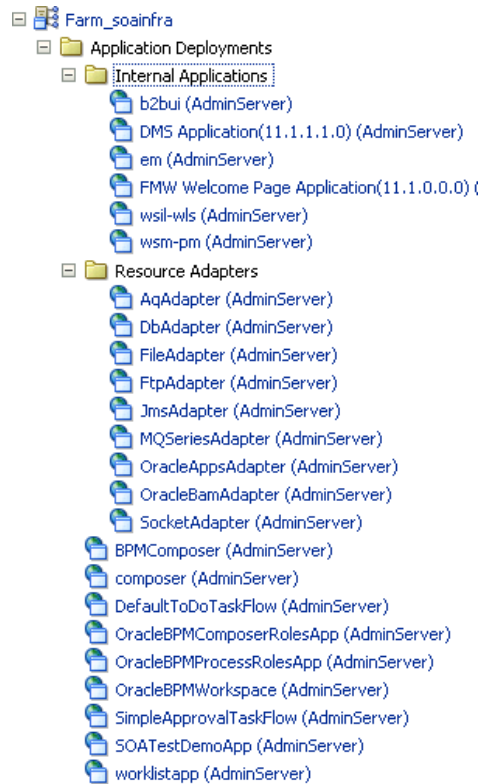 Farm_soainfra
Application Deployments
Internal Applications
b2bui (AdminServer)
DMS Application(11.1.1.1.0) (AdminServer)
em (AdminServer)
FMW Welcome Page Application(11.1.0.0.0) (
wsil-wls (AdminServer)
wsm-pm (AdminServer)
Resource Adapters
AqAdapter (AdminServer)
DbAdapter (AdminServer)
FileAdapter (AdminServer)
FtpAdapter (AdminServer)
JmsAdapter (AdminServer)
MQSeriesAdapter (AdminServer)
OracleAppsAdapter (AdminServer)
OracleBamAdapter (AdminServer)
SocketAdapter (AdminServer)
BPMComposer (AdminServer)
composer (AdminServer)
DefaultToDoTaskFlow (AdminServer)
OracleBPMComposerRolesApp (AdminServer)
OracleBPMProcessRolesApp (AdminServer)
OracleBPMWorkspace (AdminServer)
SimpleApprovalTaskFlow (AdminServer)
SOATestDemoApp (AdminServer)
worklistapp (AdminServer)